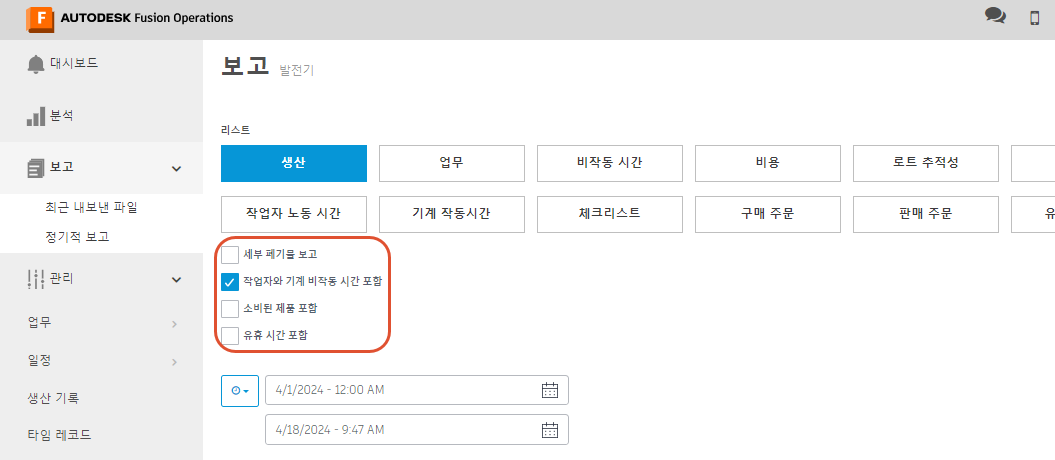 F AUTODESK Fusion Operations
대시보드
분석
보고
최근 내보낸 파일
정기적 보고
관리
업무
일정
생산 기록
타임 레코드
보고 발전기
리스트
생산 업무 비작동 시간 비용 로트 추적성
작업자 노동 시간 기계 작동시간 체크리스트 구매 주문 판매 주문 유
세부 폐기물 보고
작업자와 기계 비작동 시간 포함
소비된 제품 포함
유휴 시간 포함
4/1/2024 - 12:00 AM
4/18/2024 - 9:47 AM